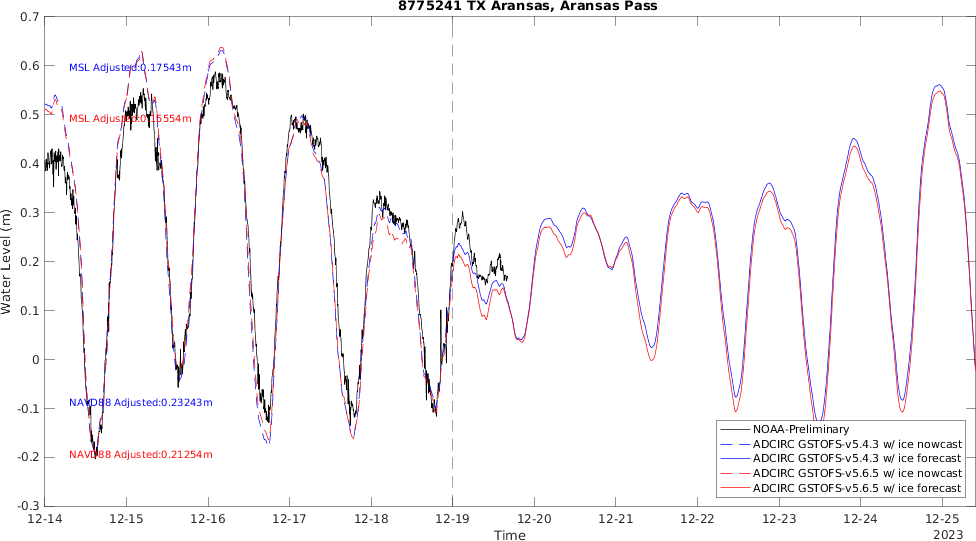 8775241 TX Aransas, Aransas Pass
0.7
0.6
0.5
0.4
0.3
0.2
0.1
0
-0.1
-0.2
-0.3
Water Level (m)
MSL Adjusted:0.17543m
MSL Adjusted:0.15554m
NAVD88 Adjusted:0.23243m
NAVD88 Adjusted:0.21254m
NOAA-Preliminary
ADCIRC GSTOFS-v5.4.3 w/ ice nowcast
ADCIRC GSTOFS-v5.4.3 w/ ice forecast
ADCIRC GSTOFS-v5.6.5 w/ ice nowcast
ADCIRC GSTOFS-v5.6.5 w/ ice forecast
12-14 12-15 12-16 12-17 12-18 12-19 12-20 12-21 12-22 12-23 12-24 12-25
Time
2023